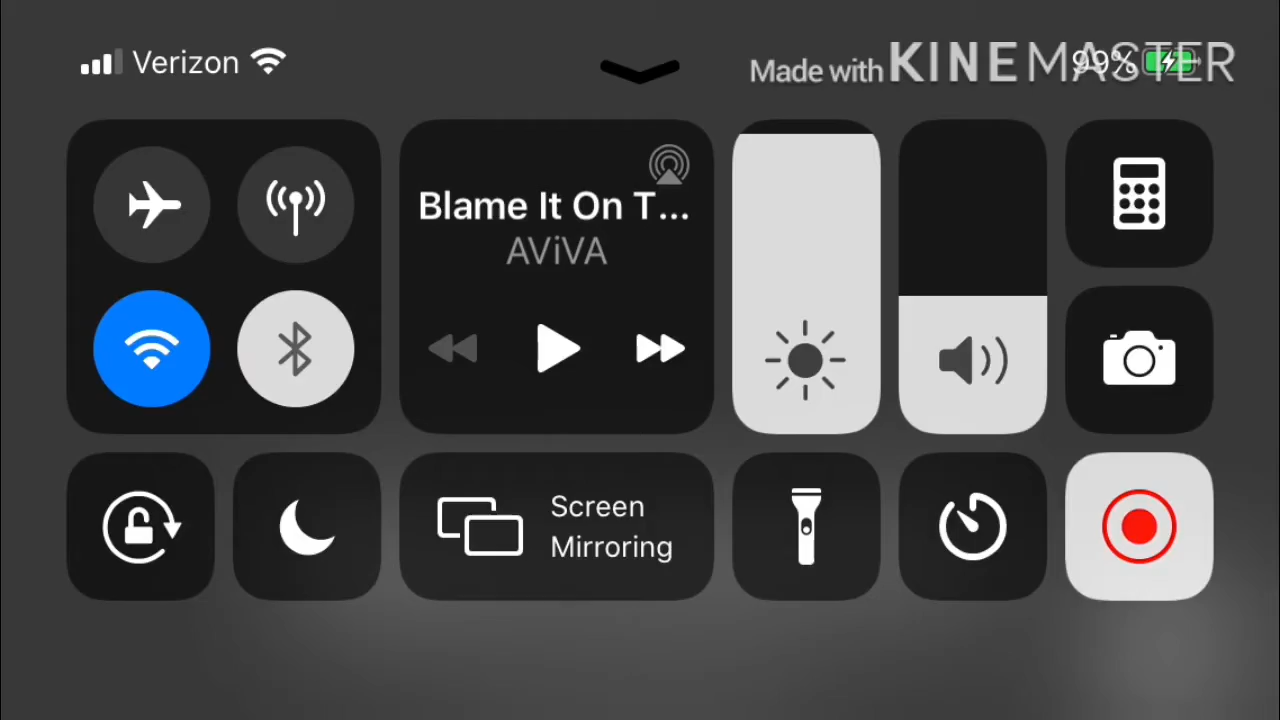 Verizon
Made with KINEMASTER
99%
Blame It On T...
AViVA
Screen
Mirroring